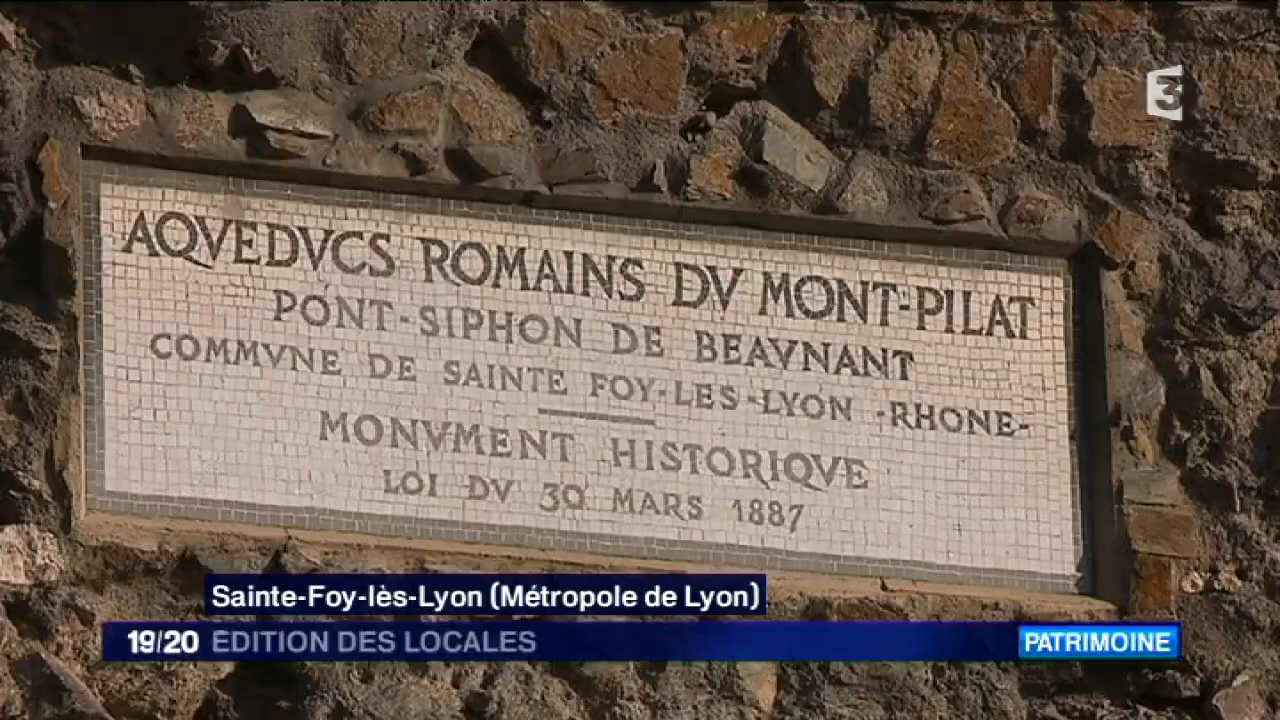 3
AQVEDVCS ROMAINS DV MONT-PILAT
PONT-SIPHON DE BEAVNANT
COMMVNE DE SAINTE FOY-LES-LYON -RHONE-
MONVMENT HISTORIQVE
LOI DV 30 MARS 1887
Sainte-Foy-lès-Lyon (Métropole de Lyon)
19/20 EDITION DES LOCALES
PATRIMOINE